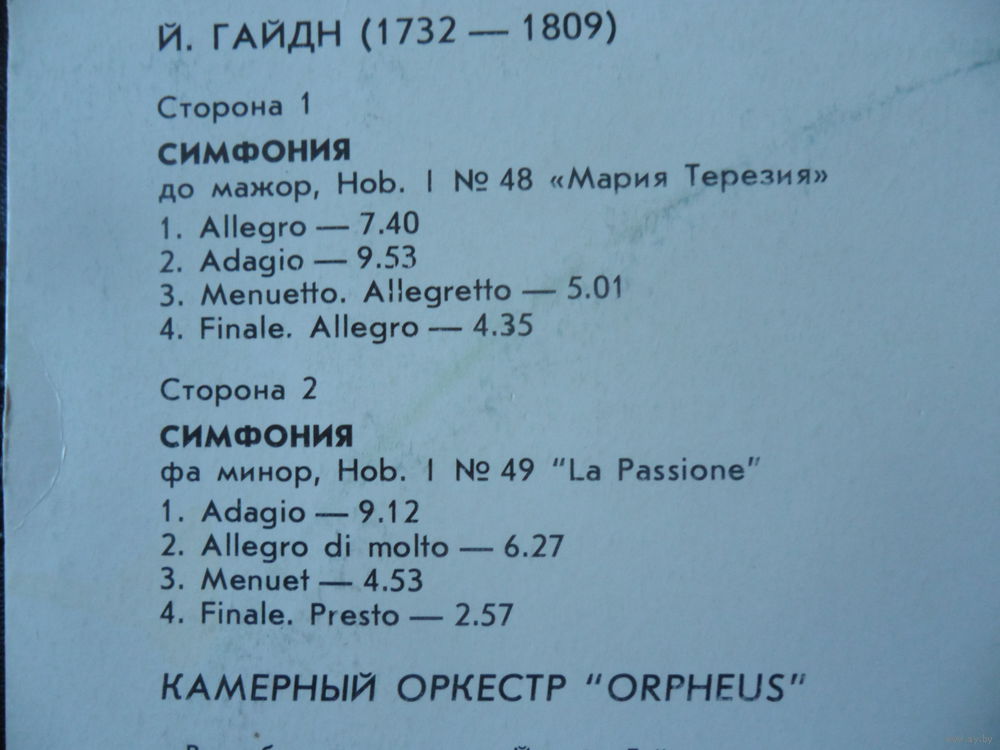 Й. ГАЙДН (1732 — 1809)
Сторона 1
СИМФОНИЯ
до мажор, Hob. I № 48 «Мария Терезия»
1. Allegro — 7.40
2. Adagio — 9.53
3. Menuetto. Allegretto — 5.01
4. Finale. Allegro — 4.35
Сторона 2
СИМФОНИЯ
фа минор, Hob. I № 49 "La Passione"
1. Adagio — 9.12
2. Allegro di molto — 6.27
3. Menuet — 4.53
4. Finale. Presto — 2.57
КАМЕРНЫЙ ОРКЕСТР "ORPHEUS"